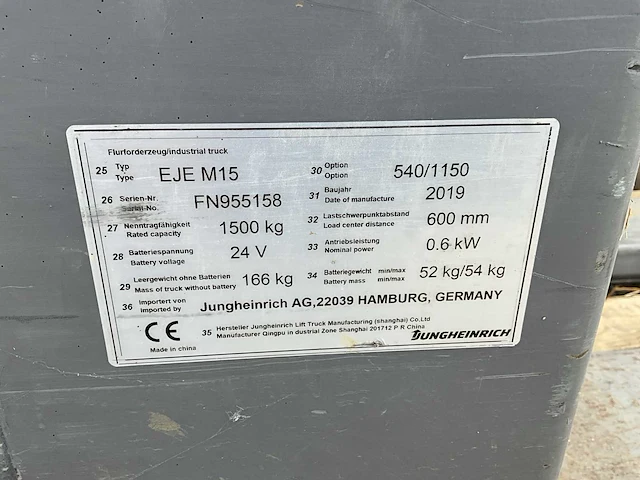 Flurforderzeug/industrial truck
25 Typ
Type EJE M15
30 Option
Option 540/1150
26 Serien-Nr.
Serial-No. FN955158
31 Baujahr
Date of manufacture 2019
27 Nenntragfähigkeit
Rated capacity 1500 kg
32 Lastschwerpunktabstand
Load center distance 600 mm
28 Batteriespannung
Battery voltage 24 V
33 Antriebsleistung
Nominal power 0.6 kW
29 Leergewicht ohne Batterien
Mass of truck without battery 166 kg
34 Batteriegewicht min/max
Battery mass min/max 52 kg/54 kg
36 Importert von
imported by Jungheinrich AG,22039 HAMBURG, GERMANY
CE
Made in china
35 Hersteller Jungheinrich Lift Truck Manufacturing (shanghai) Co.,Ltd
Manufacturer Qingpu in dustrial Zone Shanghai 201712 P R China
JUNGHEINRICH